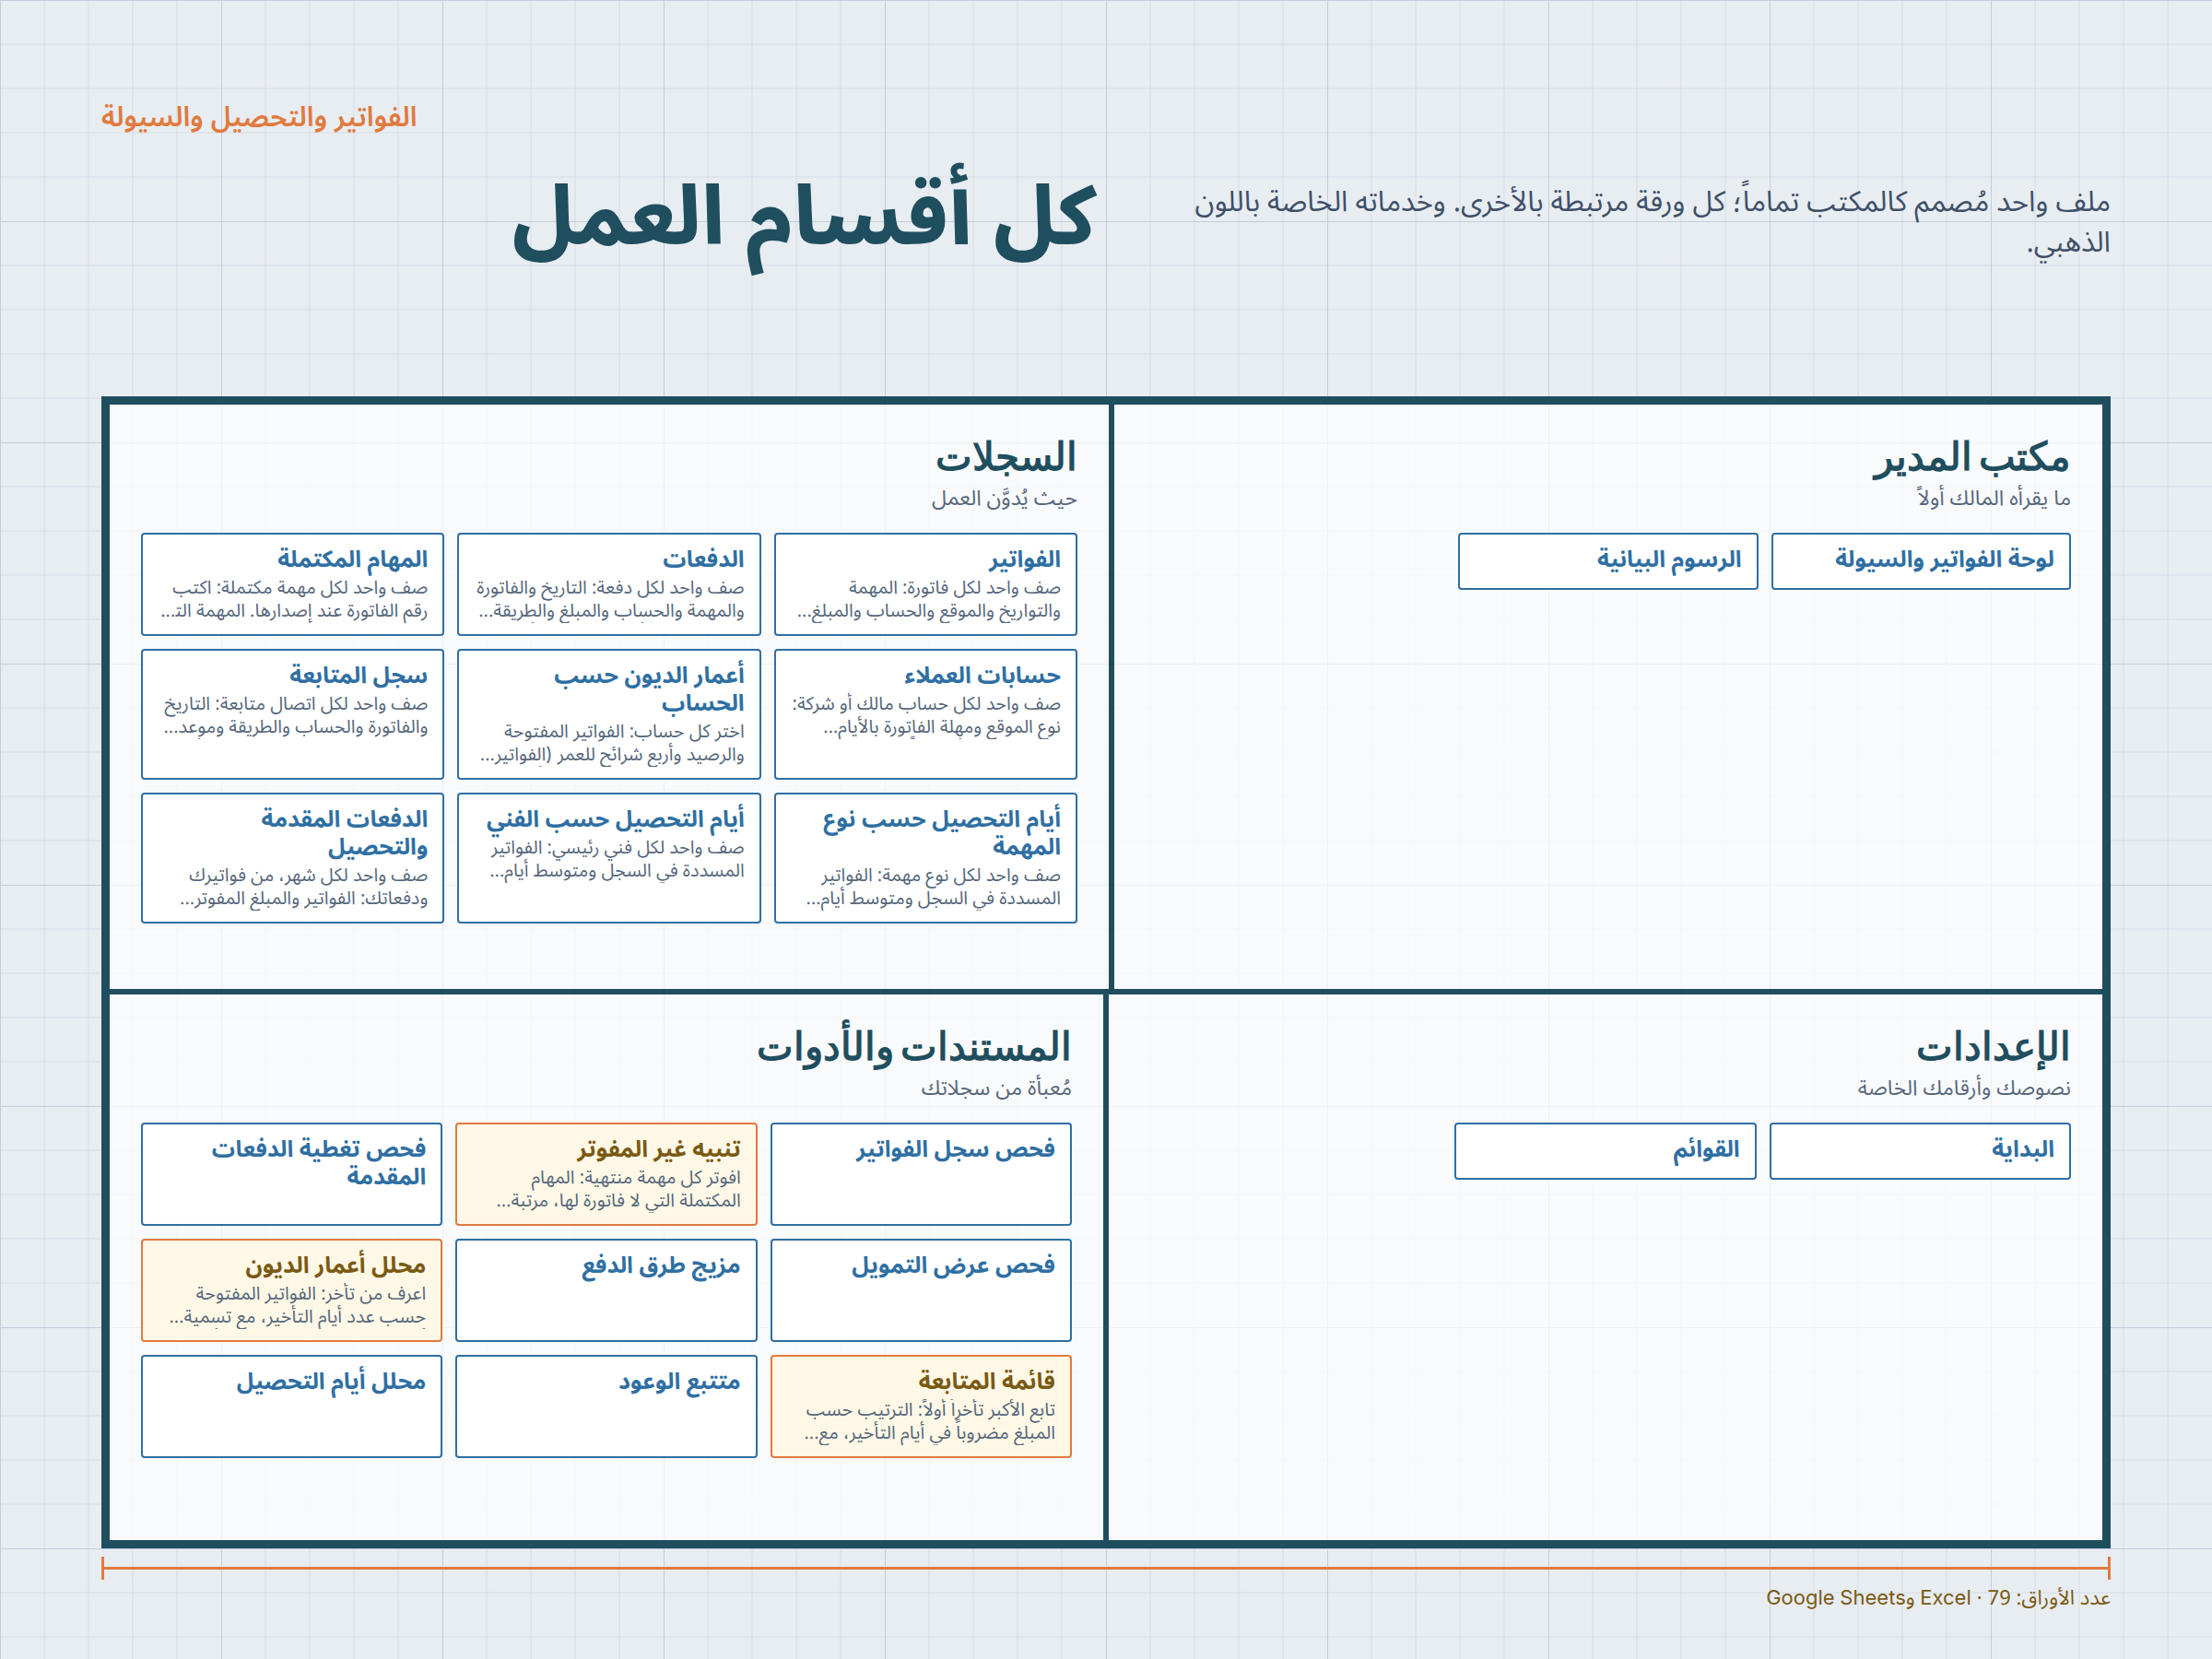 الفواتير والتحصيل والسيولة
كل أقسام العمل
ملف واحد مُصمم كالمكتب تماماً؛ كل ورقة مرتبطة بالأخرى. وخدماته الخاصة باللون
الذهبي.
مكتب المدير
ما يقرأه المالك أولاً
لوحة الفواتير والسيولة
الرسوم البيانية
السجلات
حيث يُدوَّن العمل
الفواتير
صف واحد لكل فاتورة: المهمة
والتواريخ والموقع والحساب والمبلغ...
الدفعات
صف واحد لكل دفعة: التاريخ والفاتورة
والمهمة والحساب والمبلغ والطريقة...
المهام المكتملة
صف واحد لكل مهمة مكتملة: اكتب
رقم الفاتورة عند إصدارها. المهمة التـ...
حسابات العملاء
صف واحد لكل حساب مالك أو شركة:
نوع الموقع ومهلة الفاتورة بالأيام...
أعمار الديون حسب
الحساب
اختر كل حساب: الفواتير المفتوحة
والرصيد وأربع شرائح للعمر (الفواتير...
سجل المتابعة
صف واحد لكل اتصال متابعة: التاريخ
والفاتورة والحساب والطريقة وموعد...
أيام التحصيل حسب نوع
المهمة
صف واحد لكل نوع مهمة: الفواتير
المسددة في السجل ومتوسط أيام...
أيام التحصيل حسب الفني
صف واحد لكل فني رئيسي: الفواتير
المسددة في السجل ومتوسط أيام...
الدفعات المقدمة
والتحصيل
صف واحد لكل شهر، من فواتيرك
ودفعاتك: الفواتير والمبلغ المفوتر...
الإعدادات
نصوصك وأرقامك الخاصة
البداية
القوائم
المستندات والأدوات
مُعبأة من سجلاتك
فحص سجل الفواتير
تنبيه غير المفوتر
افوتر كل مهمة منتهية: المهام
المكتملة التي لا فاتورة لها، مرتبة...
فحص تغطية الدفعات
المقدمة
فحص عرض التمويل
مزيج طرق الدفع
محلل أعمار الديون
اعرف من تأخر: الفواتير المفتوحة
حسب عدد أيام التأخير، مع تسمية...
قائمة المتابعة
تابع الأكبر تأخراً أولاً: الترتيب حسب
المبلغ مضروباً في أيام التأخير، مع...
متتبع الوعود
محلل أيام التحصيل
عدد الأوراق: 79 · Excel وGoogle Sheets